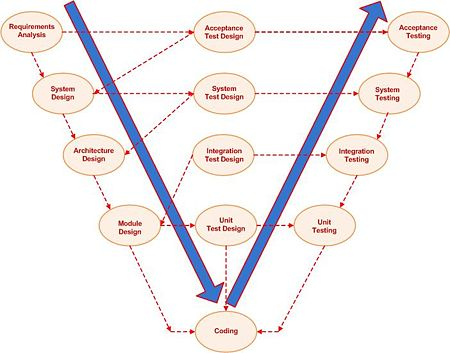 Requirements
Analysis
Acceptance
Test Design
Acceptance
Testing
System
Design
System
Test Design
System
Testing
Architecture
Design
Integration
Test Design
Integration
Testing
Module
Design
Unit
Test Design
Unit
Testing
Coding